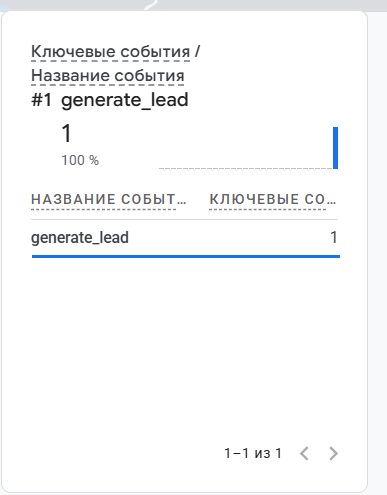 Ключевые события /
Название события
#1 generate_lead
1
100 %
НАЗВАНИЕ СОБЫТ… КЛЮЧЕВЫЕ СО…
generate_lead 1
1–1 из 1